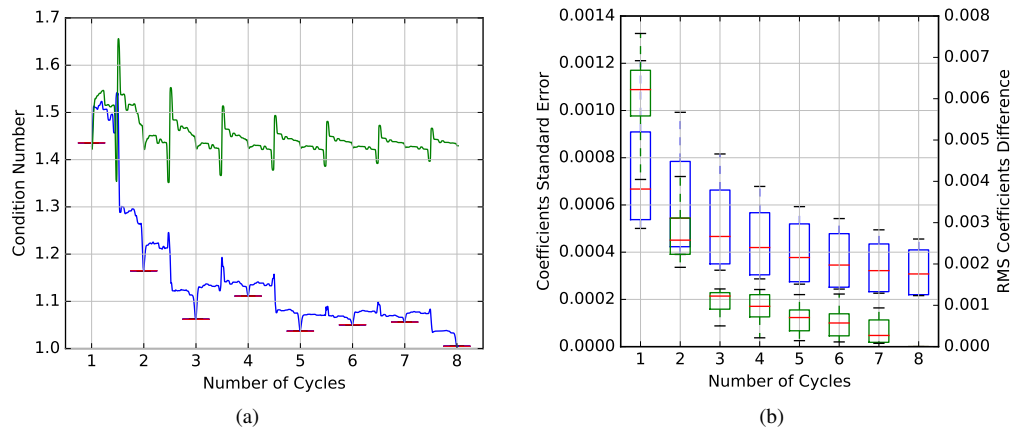 1.7
1.6
1.5
1.4
1.3
1.2
1.1
1.0
Condition Number
1 2 3 4 5 6 7 8
Number of Cycles
(a)
0.0014
0.0012
0.0010
0.0008
0.0006
0.0004
0.0002
0.0000
Coefficients Standard Error
0.008
0.007
0.006
0.005
0.004
0.003
0.002
0.001
0.000
RMS Coefficients Difference
1 2 3 4 5 6 7 8
Number of Cycles
(b)